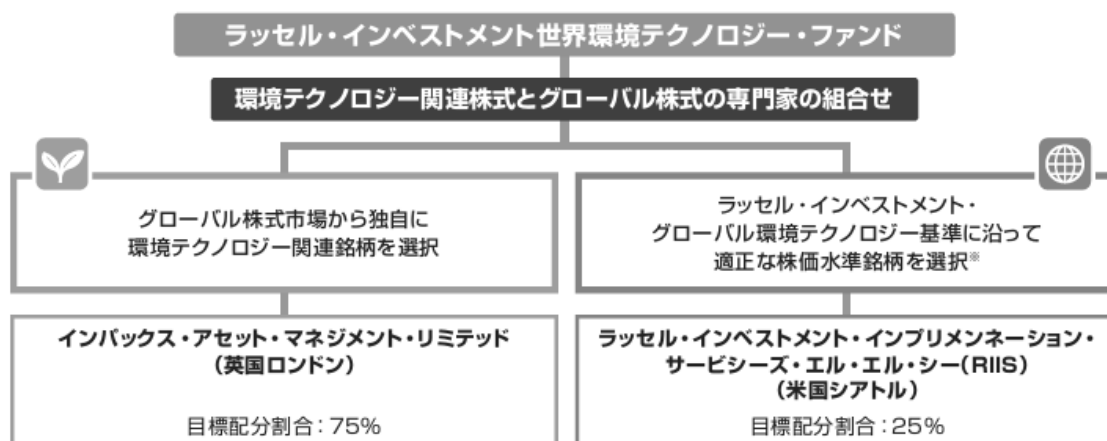 ラッセル・インベストメント世界環境テクノロジー・ファンド
環境テクノロジー関連株式とグローバル株式の専門家の組合せ
グローバル株式市場から独自に
環境テクノロジー関連銘柄を選択
ラッセル・インベストメント・
グローバル環境テクノロジー基準に沿って
適正な株価水準銘柄を選択※
インパックス・アセット・マネジメント・リミテッド
(英国ロンドン)
目標配分割合:75%
ラッセル・インベストメント・インプリメンネーション・
サービシーズ・エル・エル・シー(RIIS)
(米国シアトル)
目標配分割合:25%